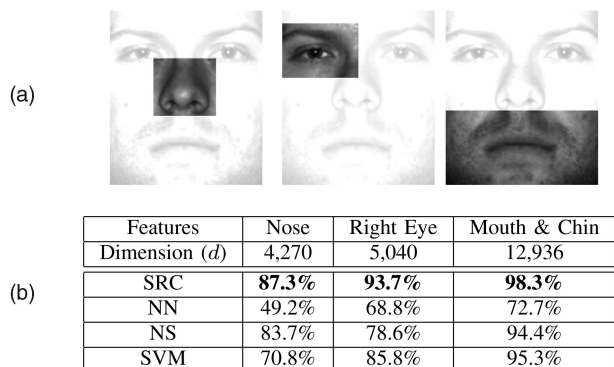 (a)
Features Nose Right Eye Mouth & Chin
Dimension (d) 4,270 5,040 12,936
(b)
SRC 87.3% 93.7% 98.3%
NN 49.2% 68.8% 72.7%
NS 83.7% 78.6% 94.4%
SVM 70.8% 85.8% 95.3%